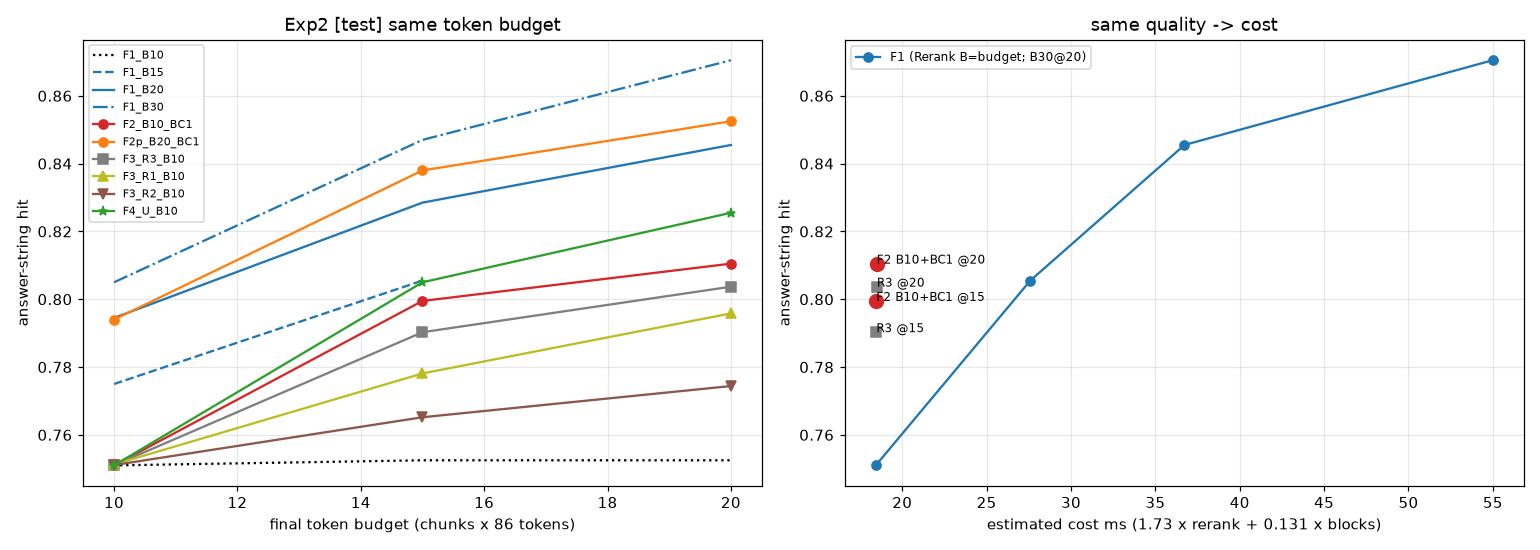 Exp2 [test] same token budget
F1_B10
F1_B15
F1_B20
F1_B30
F2_B10_BC1
F2p_B20_BC1
F3_R3_B10
F3_R1_B10
F3_R2_B10
F4_U_B10
answer-string hit
0.86
0.84
0.82
0.80
0.78
0.76
10
12
14
16
18
20
final token budget (chunks x 86 tokens)
same quality -> cost
F1 (Rerank B=budget; B30@20)
answer-string hit
0.86
0.84
0.82
0.80
0.78
0.76
F2 B10+BC1 @20
R3 @20
F2 B10+BC1 @15
R3 @15
20
25
30
35
40
45
50
55
estimated cost ms (1.73 x rerank + 0.131 x blocks)